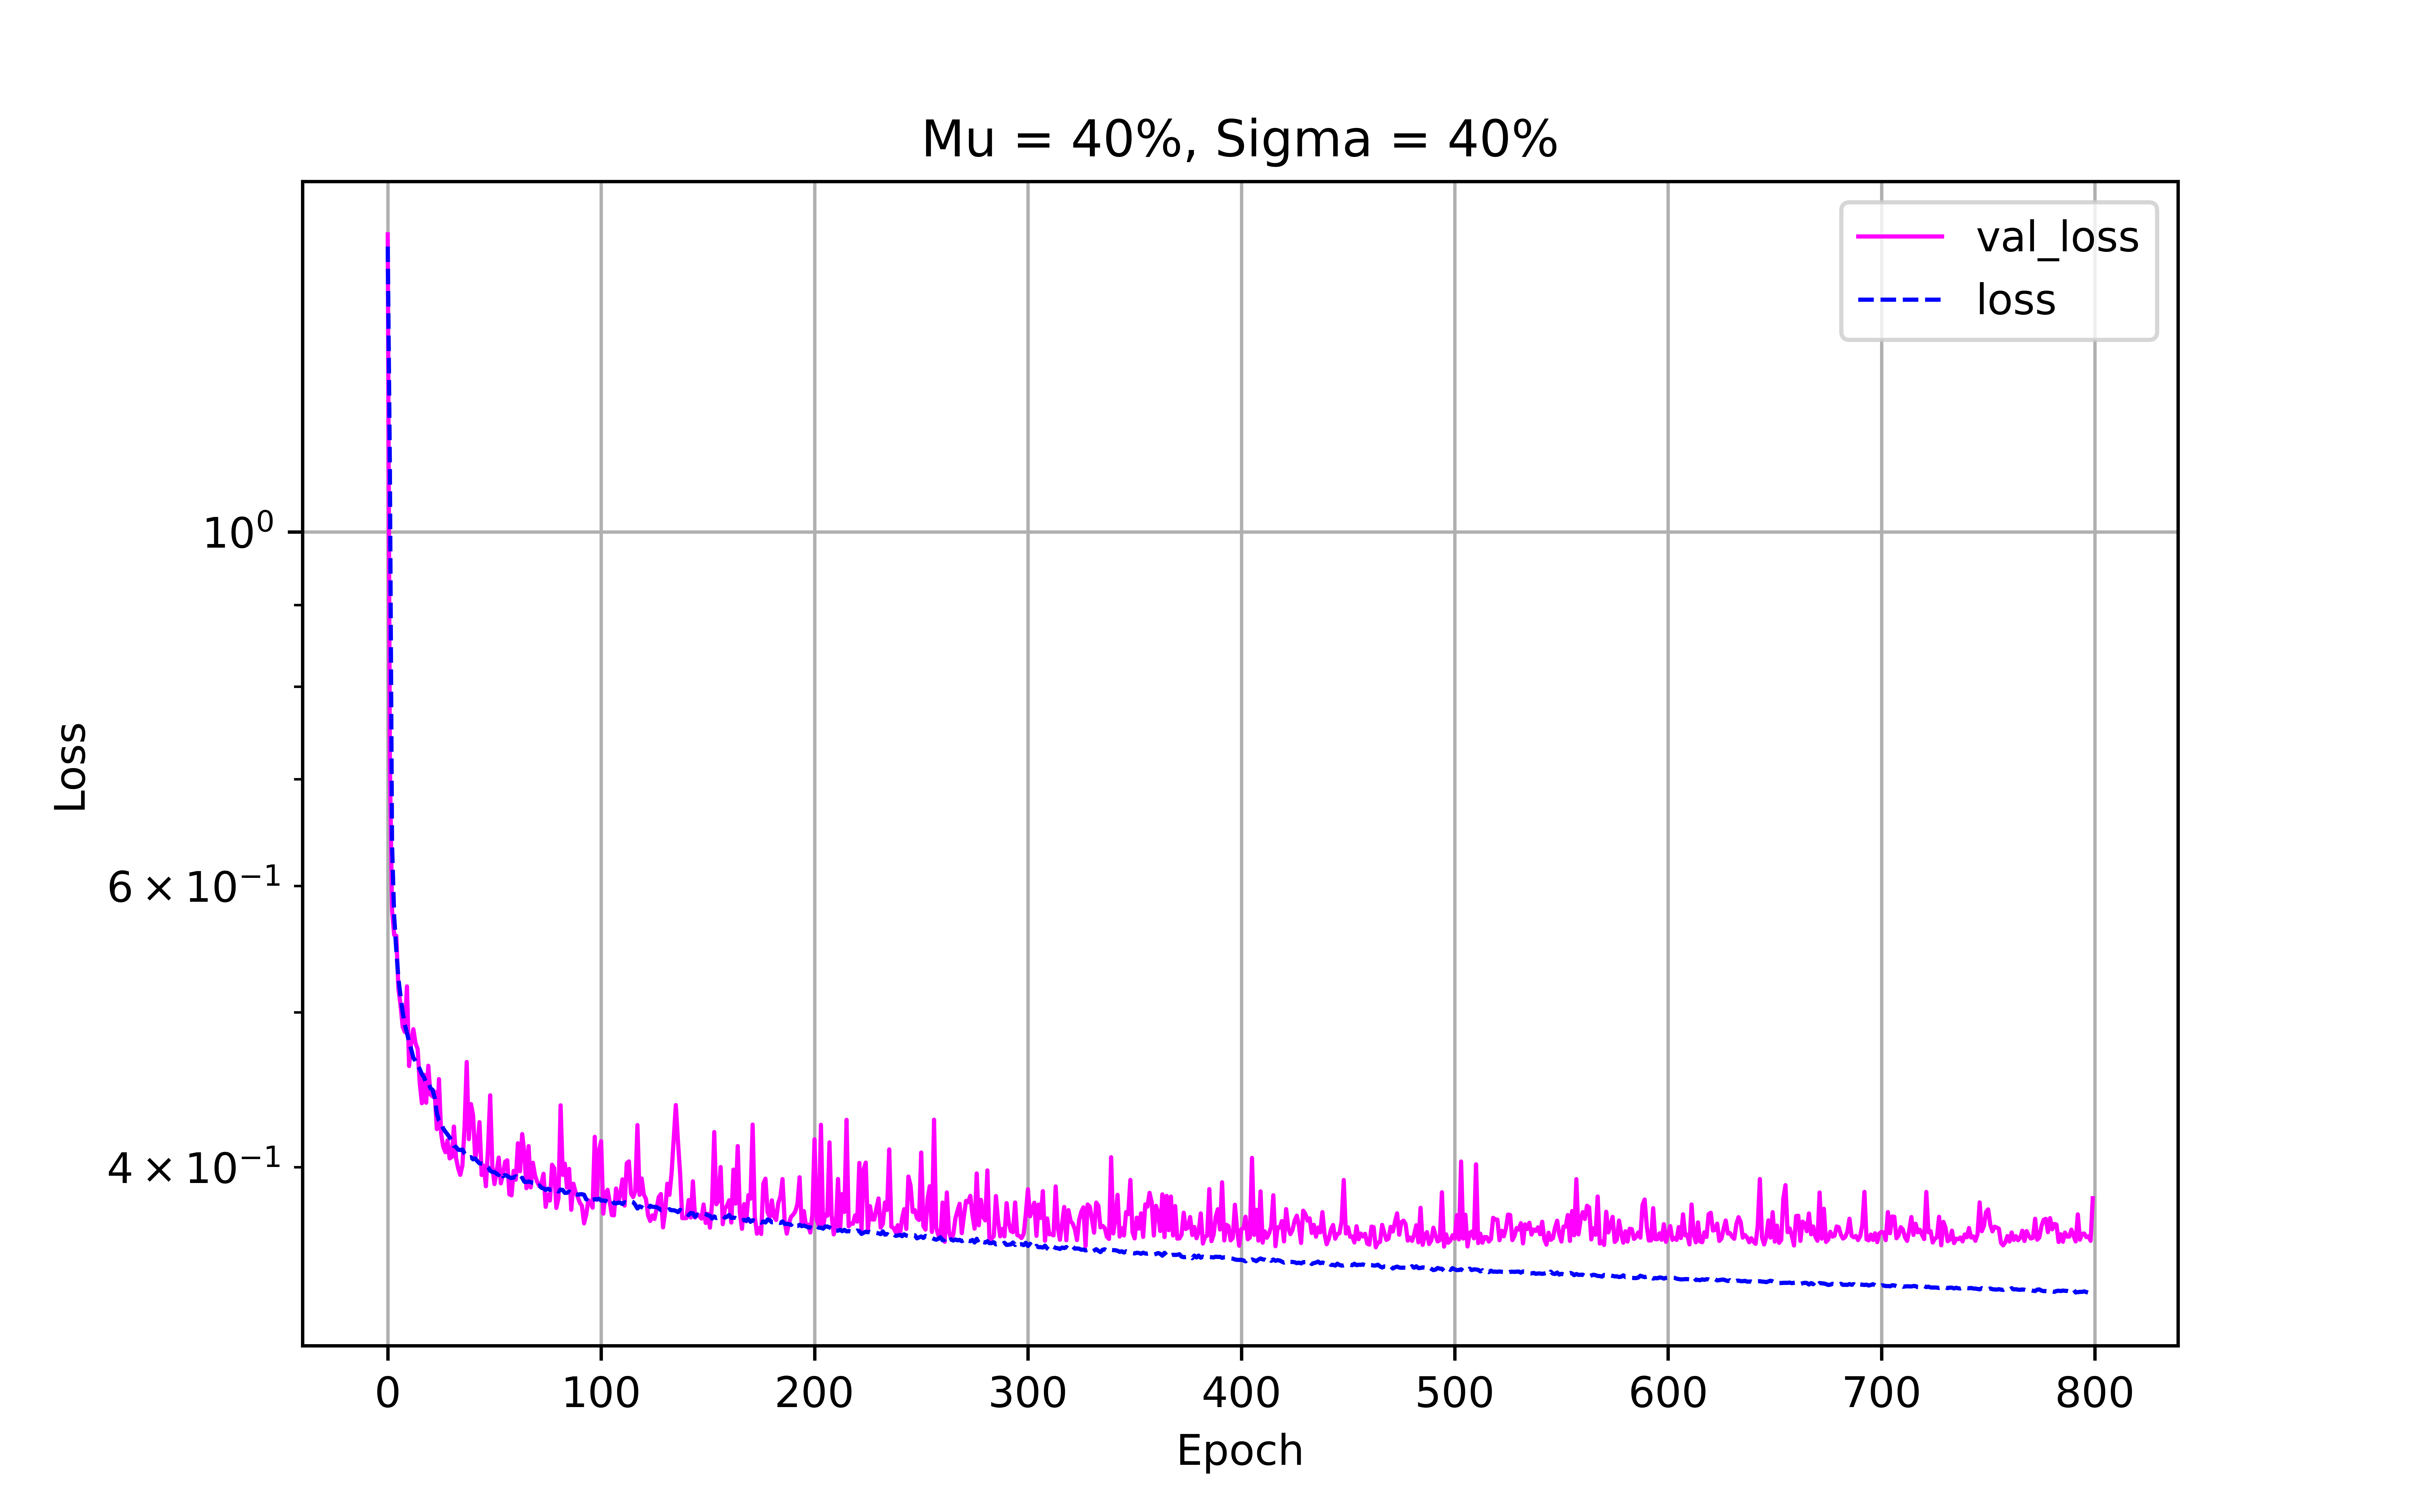 Mu = 40%, Sigma = 40%
val_loss
loss
10⁰
6 × 10⁻¹
4 × 10⁻¹
Loss
0 100 200 300 400 500 600 700 800
Epoch